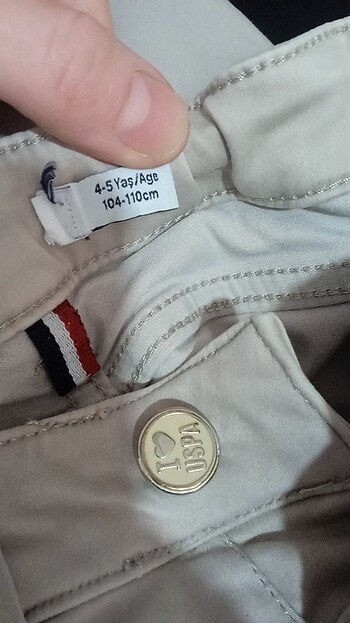 4-5 Yaş/Age
104-110cm
I ♥
USPA